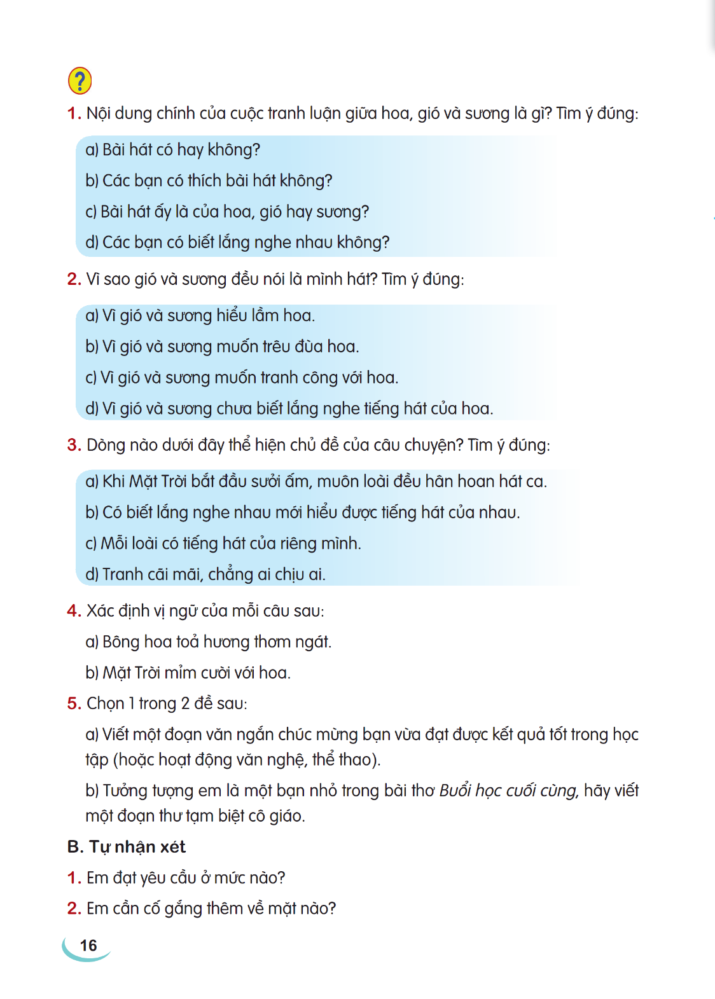 ?
1. Nội dung chính của cuộc tranh luận giữa hoa, gió và sương là gì? Tìm ý đúng:
a) Bài hát có hay không?
b) Các bạn có thích bài hát không?
c) Bài hát ấy là của hoa, gió hay sương?
d) Các bạn có biết lắng nghe nhau không?
2. Vì sao gió và sương đều nói là mình hát? Tìm ý đúng:
a) Vì gió và sương hiểu lầm hoa.
b) Vì gió và sương muốn trêu đùa hoa.
c) Vì gió và sương muốn tranh công với hoa.
d) Vì gió và sương chưa biết lắng nghe tiếng hát của hoa.
3. Dòng nào dưới đây thể hiện chủ đề của câu chuyện? Tìm ý đúng:
a) Khi Mặt Trời bắt đầu sưởi ấm, muôn loài đều hân hoan hát ca.
b) Có biết lắng nghe nhau mới hiểu được tiếng hát của nhau.
c) Mỗi loài có tiếng hát của riêng mình.
d) Tranh cãi mãi, chẳng ai chịu ai.
4. Xác định vị ngữ của mỗi câu sau:
a) Bông hoa toả hương thơm ngát.
b) Mặt Trời mỉm cười với hoa.
5. Chọn 1 trong 2 đề sau:
a) Viết một đoạn văn ngắn chúc mừng bạn vừa đạt được kết quả tốt trong học
tập (hoặc hoạt động văn nghệ, thể thao).
b) Tưởng tượng em là một bạn nhỏ trong bài thơ Buổi học cuối cùng, hãy viết
một đoạn thư tạm biệt cô giáo.
B. Tự nhận xét
1. Em đạt yêu cầu ở mức nào?
2. Em cần cố gắng thêm về mặt nào?
16